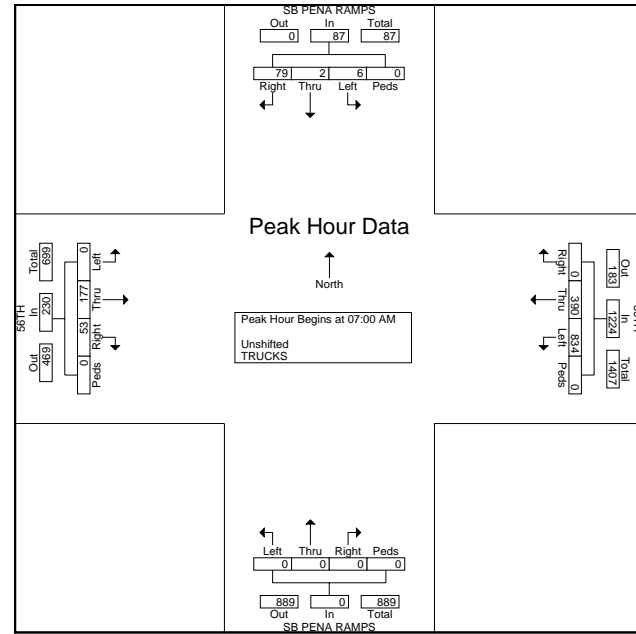 SB PENA RAMPS
Out In Total
0 87 87
79 2 6 0
Right Thru Left Peds
Peak Hour Data
North
Peak Hour Begins at 07:00 AM
Unshifted
TRUCKS
56TH
Total In Out
699 230 469
0 177 53 0
Left Thru Right Peds
Right Thru Left Peds
0 390 834 0
Out In Total
183 1224 1407
Left Thru Right Peds
0 0 0 0
889 0 889
Out In Total
SB PENA RAMPS